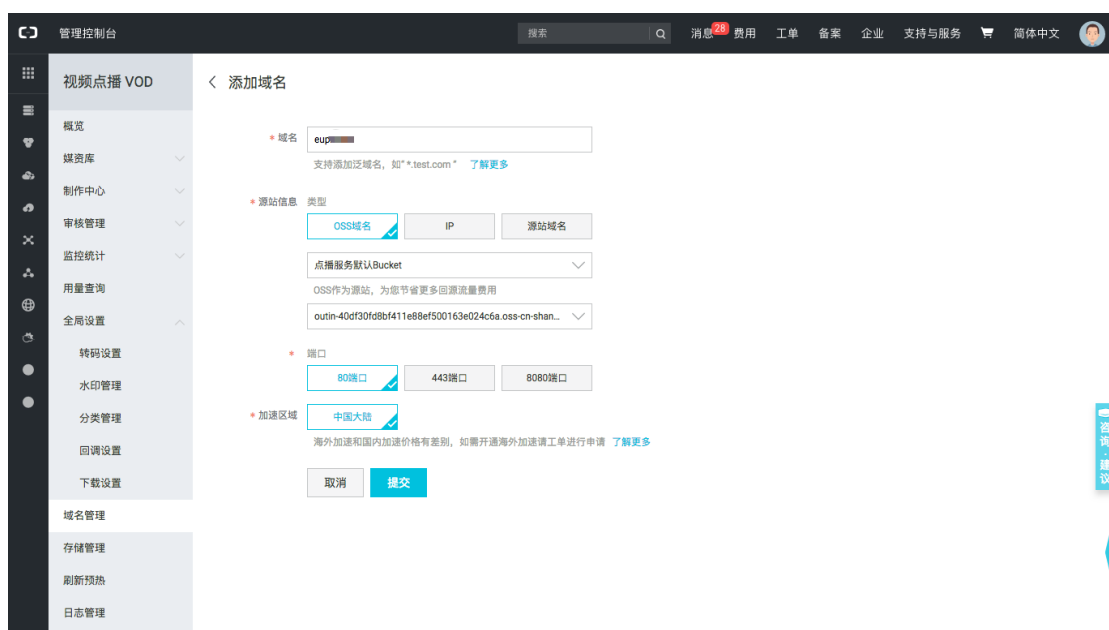 管理控制台
搜索
消息 28 费用 工单 备案 企业 支持与服务 简体中文
视频点播 VOD
概览
媒资库
制作中心
审核管理
监控统计
用量查询
全局设置
转码设置
水印管理
分类管理
回调设置
下载设置
域名管理
存储管理
刷新预热
日志管理
添加域名
* 域名 eup
支持添加泛域名，如“ *.test.com ” 了解更多
* 源站信息 类型
OSS域名 IP 源站域名
点播服务默认Bucket
OSS作为源站，为您节省更多回源流量费用
outin-40df30fd8bf411e88ef500163e024c6a.oss-cn-shan...
* 端口
80端口 443端口 8080端口
* 加速区域 中国大陆
海外加速和国内加速价格有差别，如需开通海外加速请工单进行申请 了解更多
取消 提交
咨询·建议